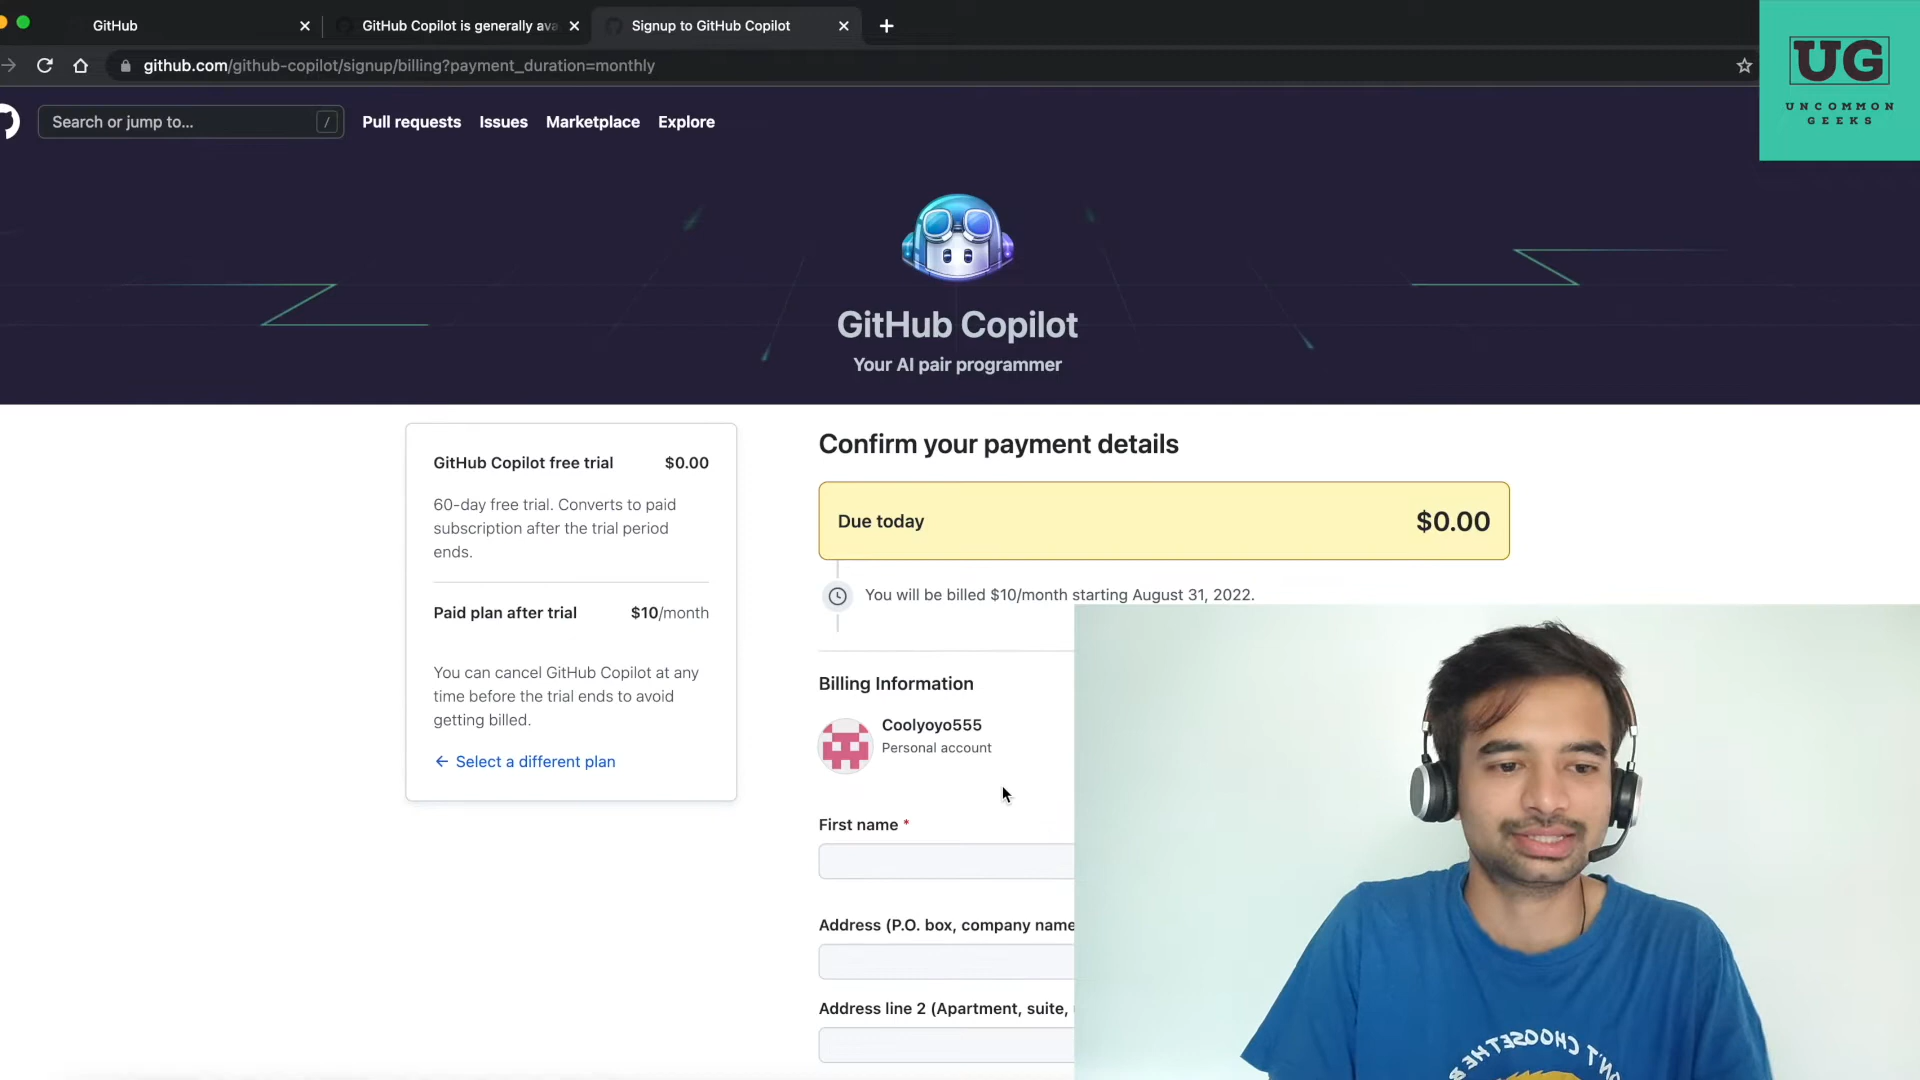 GitHub
GitHub Copilot is generally ava
Signup to GitHub Copilot
github.com/github-copilot/signup/billing?payment_duration=monthly
UG
UNCOMMON
GEEKS
Search or jump to...
/
Pull requests
Issues
Marketplace
Explore
GitHub Copilot
Your AI pair programmer
GitHub Copilot free trial $0.00
60-day free trial. Converts to paid
subscription after the trial period
ends.
Paid plan after trial $10/month
You can cancel GitHub Copilot at any
time before the trial ends to avoid
getting billed.
← Select a different plan
Confirm your payment details
Due today $0.00
You will be billed $10/month starting August 31, 2022.
Billing Information
Coolyoyo555
Personal account
First name *
Address (P.O. box, company name
Address line 2 (Apartment, suite,
N'T CHOOSE THE B